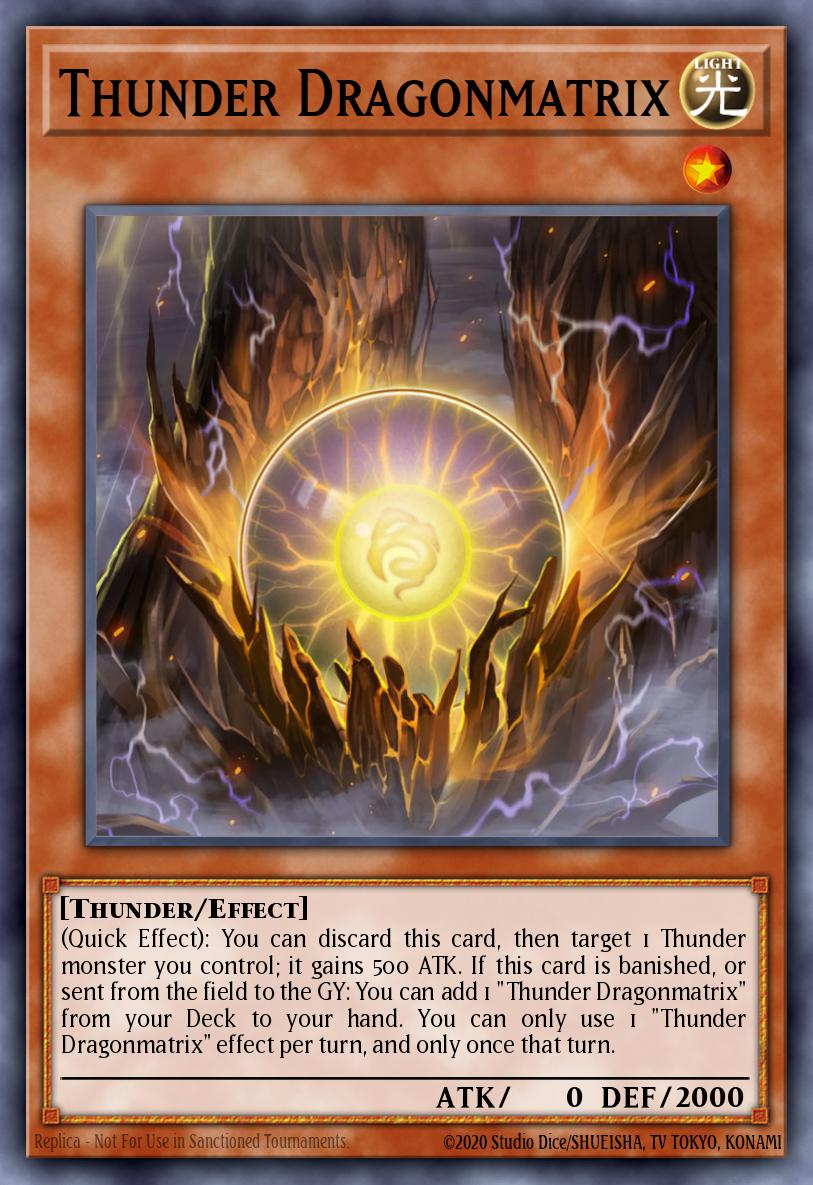 Thunder Dragonmatrix
LIGHT
光
[Thunder/Effect]
(Quick Effect): You can discard this card, then target 1 Thunder
monster you control; it gains 500 ATK. If this card is banished, or
sent from the field to the GY: You can add 1 "Thunder Dragonmatrix"
from your Deck to your hand. You can only use 1 "Thunder
Dragonmatrix" effect per turn, and only once that turn.
ATK/ 0 DEF/2000
Replica - Not For Use in Sanctioned Tournaments.
©2020 Studio Dice/SHUEISHA, TV TOKYO, KONAMI